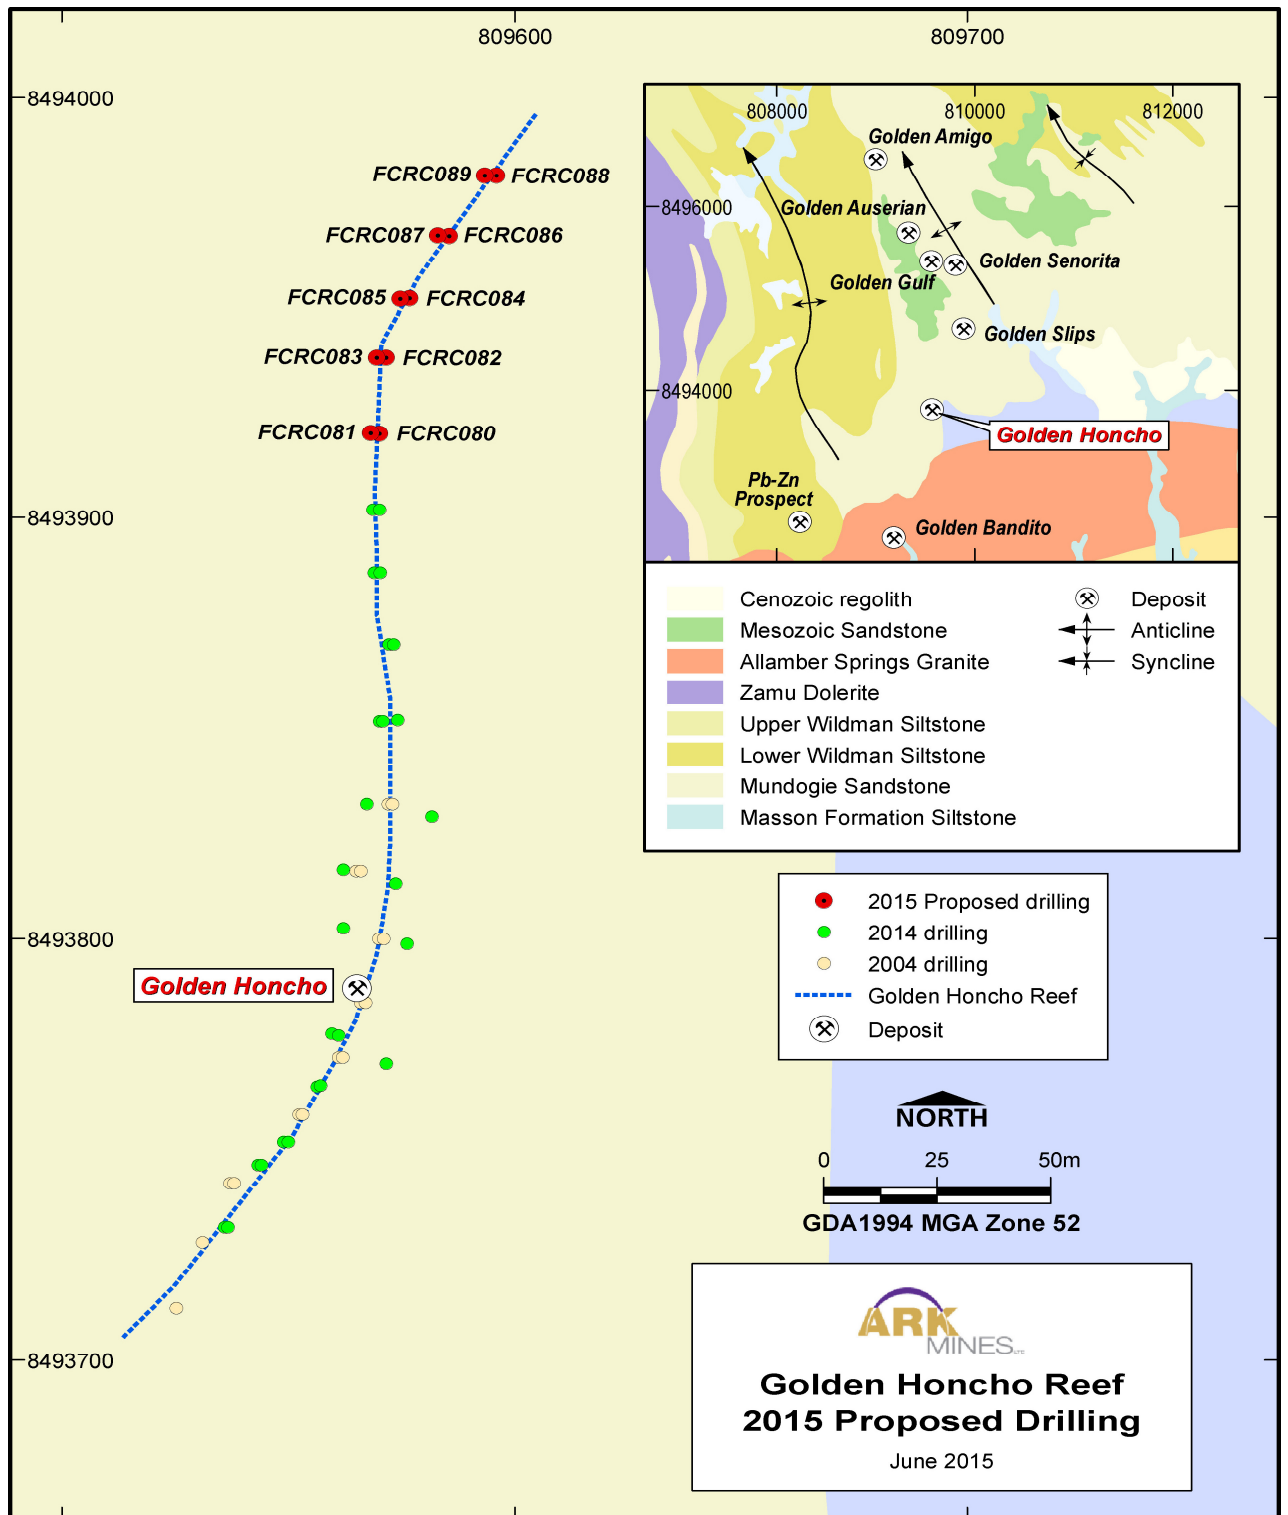 809600
809700
8494000
8493900
8493800
8493700
FCRC089
FCRC088
FCRC087
FCRC086
FCRC085
FCRC084
FCRC083
FCRC082
FCRC081
FCRC080
Golden Honcho
808000
810000
812000
8496000
8494000
Golden Amigo
Golden Auserian
Golden Senorita
Golden Gulf
Golden Slips
Golden Honcho
Pb-Zn
Prospect
Golden Bandito
Cenozoic regolith
Mesozoic Sandstone
Allamber Springs Granite
Zamu Dolerite
Upper Wildman Siltstone
Lower Wildman Siltstone
Mundogie Sandstone
Masson Formation Siltstone
Deposit
Anticline
Syncline
2015 Proposed drilling
2014 drilling
2004 drilling
Golden Honcho Reef
Deposit
NORTH
0 25 50m
GDA1994 MGA Zone 52
ARK
MINES
Golden Honcho Reef
2015 Proposed Drilling
June 2015